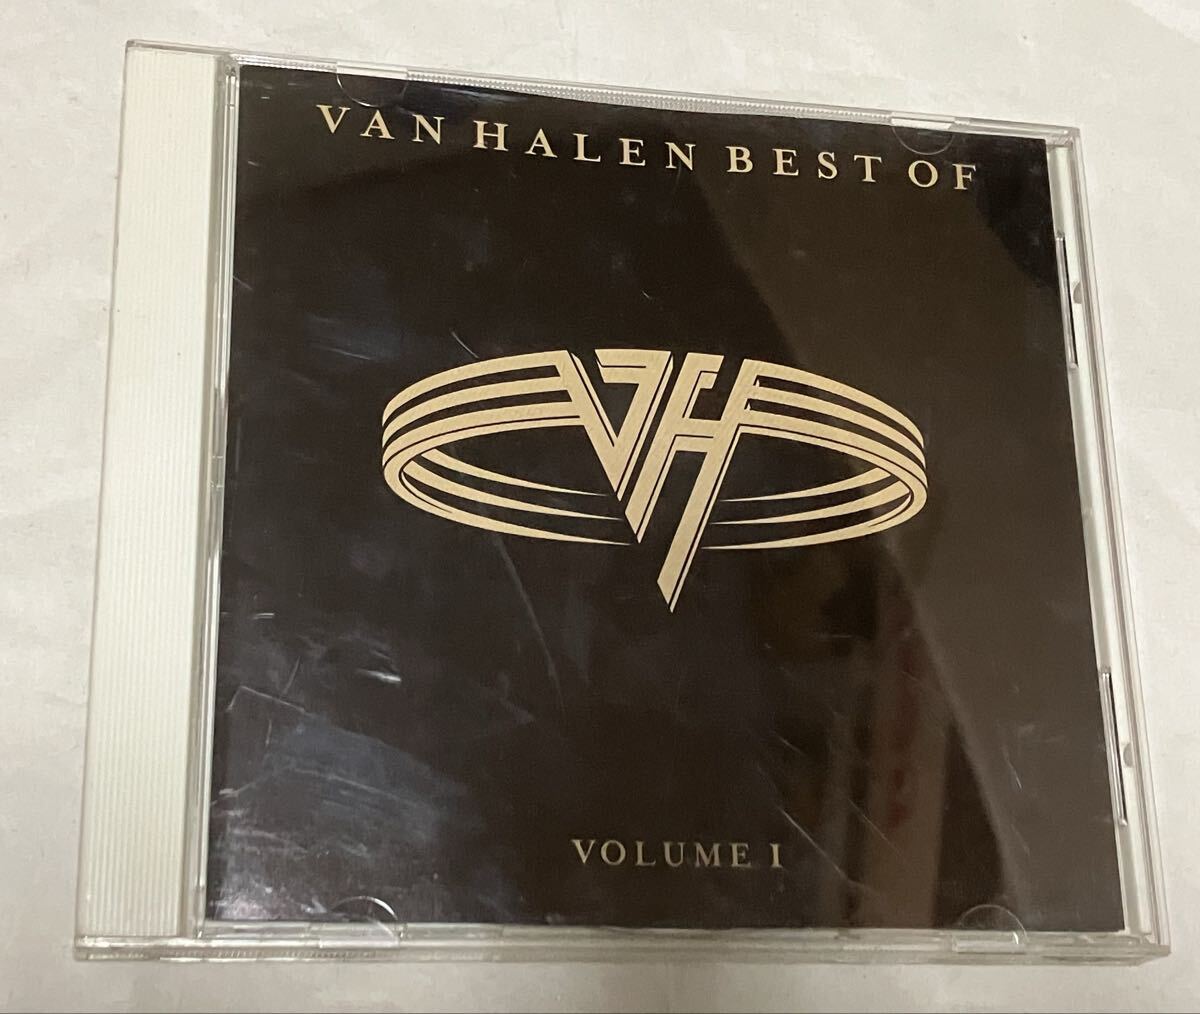 VAN HALEN BEST OF
VH
VOLUME I